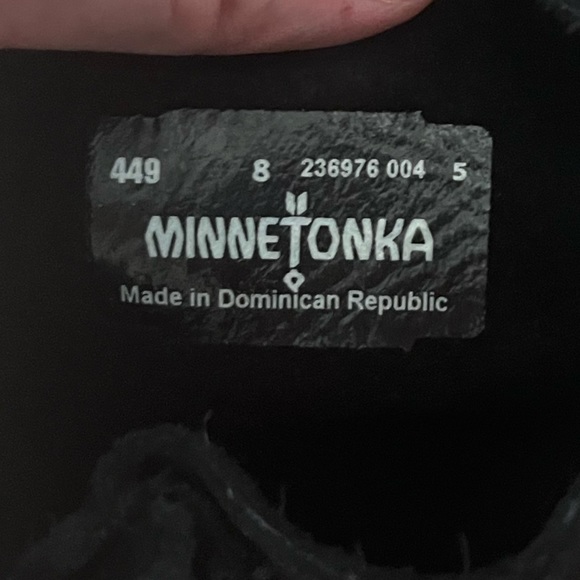 449 8 236976 004 5
MINNETONKA
Made in Dominican Republic